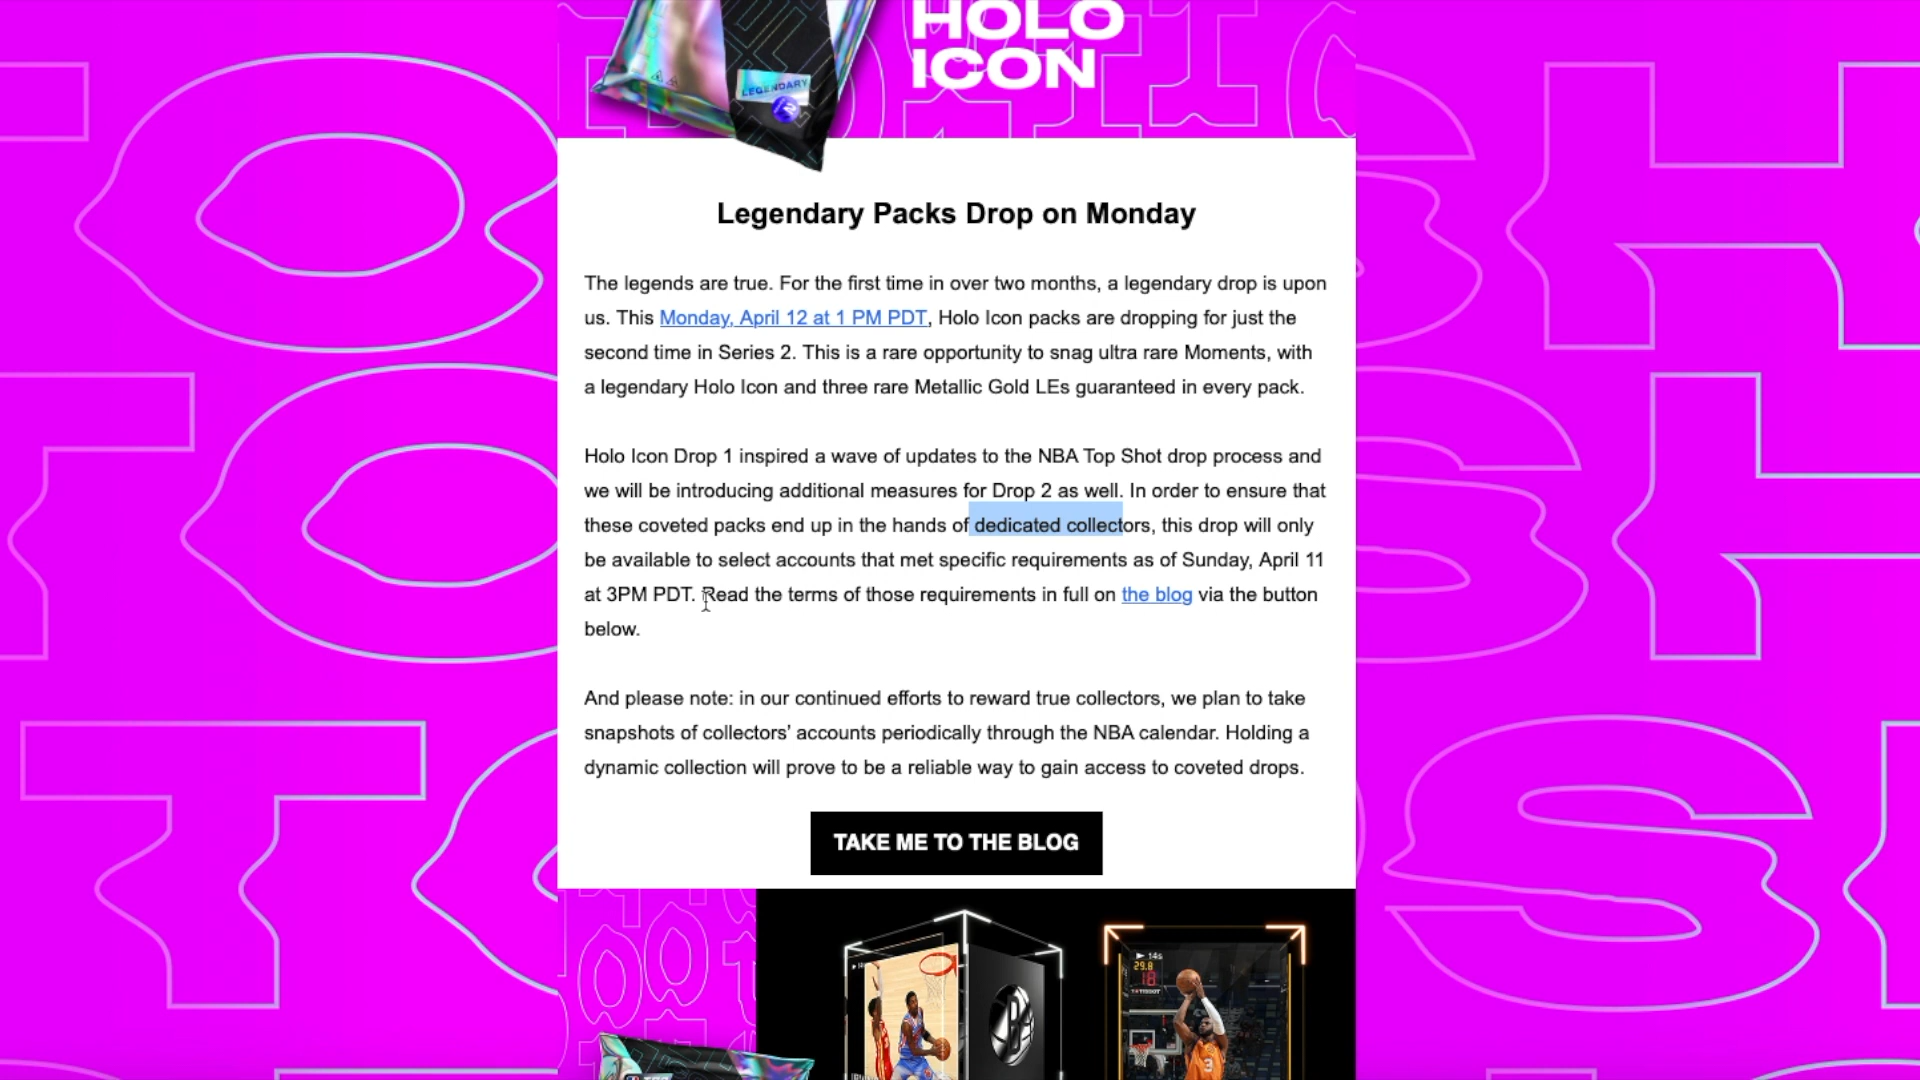 HOLO
ICON
LEGENDARY
Legendary Packs Drop on Monday
The legends are true. For the first time in over two months, a legendary drop is upon
us. This Monday, April 12 at 1 PM PDT, Holo Icon packs are dropping for just the
second time in Series 2. This is a rare opportunity to snag ultra rare Moments, with
a legendary Holo Icon and three rare Metallic Gold LEs guaranteed in every pack.
Holo Icon Drop 1 inspired a wave of updates to the NBA Top Shot drop process and
we will be introducing additional measures for Drop 2 as well. In order to ensure that
these coveted packs end up in the hands of dedicated collectors, this drop will only
be available to select accounts that met specific requirements as of Sunday, April 11
at 3PM PDT. Read the terms of those requirements in full on the blog via the button
below.
And please note: in our continued efforts to reward true collectors, we plan to take
snapshots of collectors' accounts periodically through the NBA calendar. Holding a
dynamic collection will prove to be a reliable way to gain access to coveted drops.
TAKE ME TO THE BLOG
14s
29.8
18
TISSOT
3